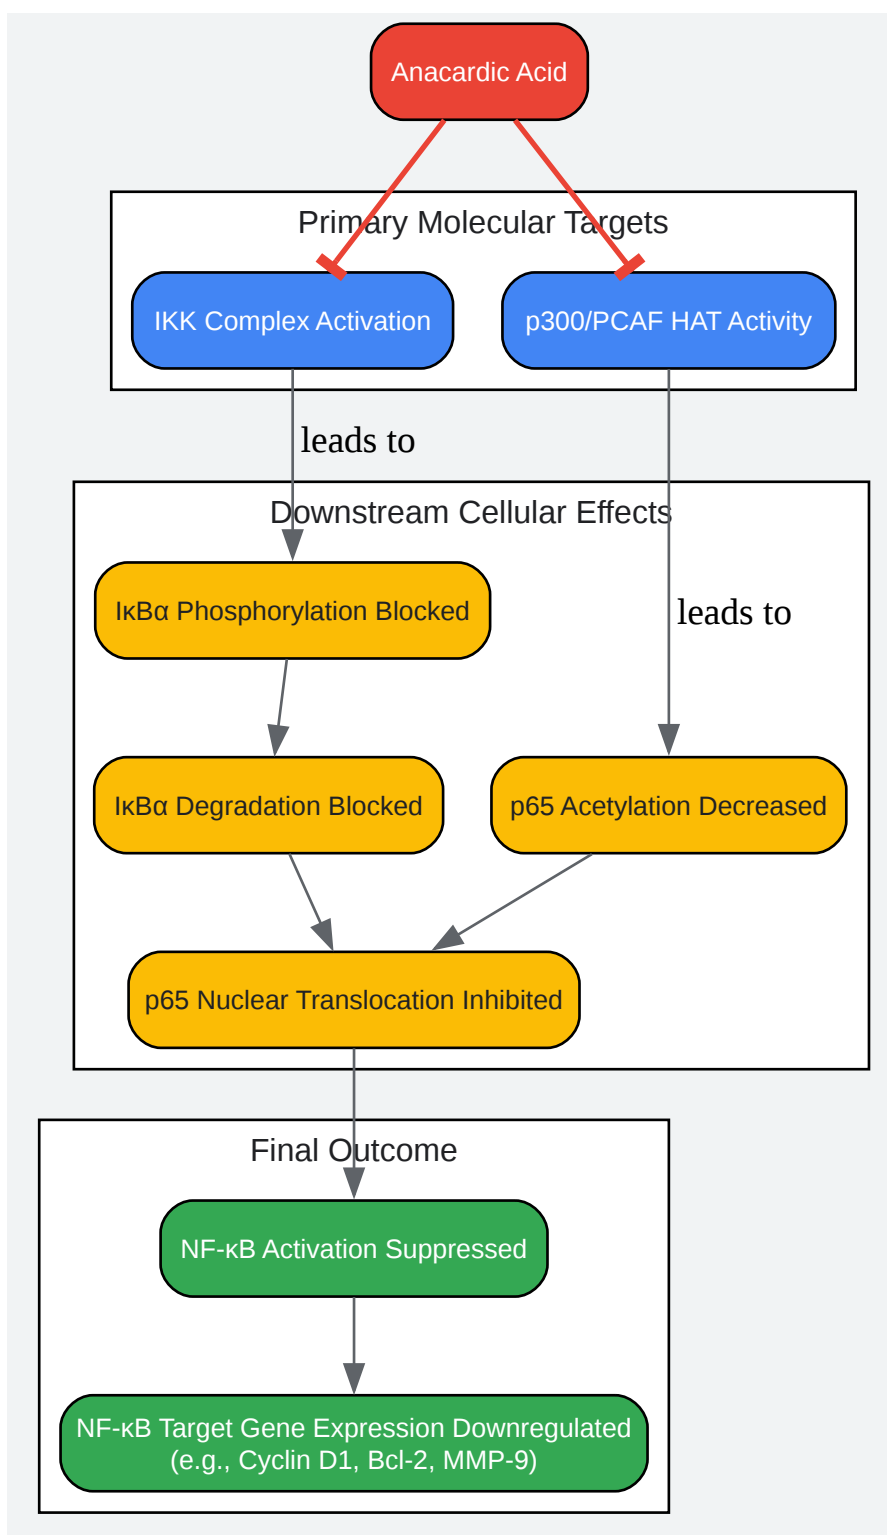 Anacardic Acid
Primary Molecular Targets
IKK Complex Activation
p300/PCAF HAT Activity
leads to
Downstream Cellular Effects
IκBα Phosphorylation Blocked
leads to
IκBα Degradation Blocked
p65 Acetylation Decreased
p65 Nuclear Translocation Inhibited
Final Outcome
NF-κB Activation Suppressed
NF-κB Target Gene Expression Downregulated
(e.g., Cyclin D1, Bcl-2, MMP-9)